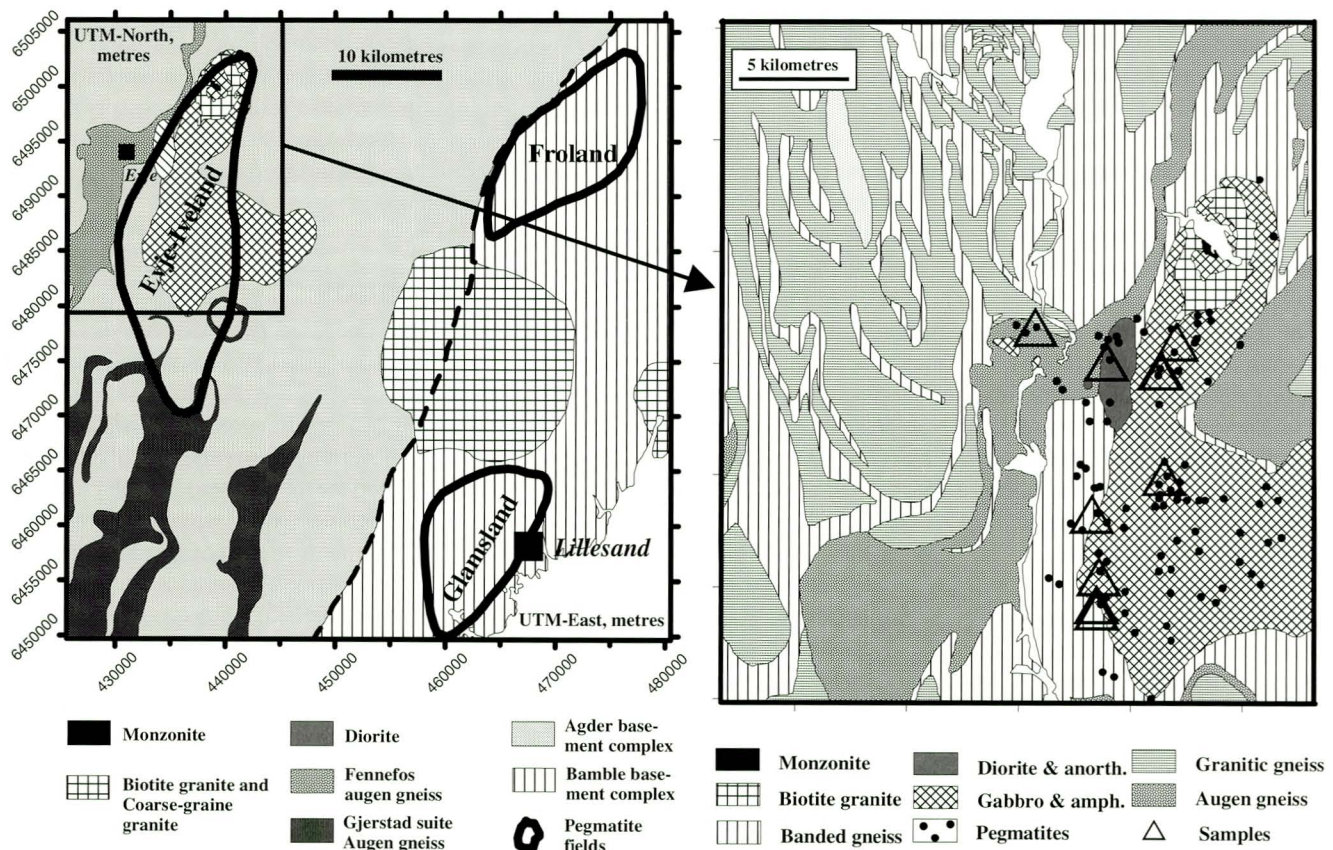 UTM-North,
metres
10 kilometres
Froland
Evje
Evje-Iveland
Glamsland
Lillesand
UTM-East, metres
6505000
6500000
6495000
6490000
6485000
6480000
6475000
6470000
6465000
6460000
6455000
6450000
430000
440000
450000
460000
470000
480000
Monzonite
Biotite granite and
Coarse-graine
granite
Diorite
Fennefos
augen gneiss
Gjerstad suite
Augen gneiss
Agder base-
ment complex
Bamble base-
ment complex
Pegmatite
fields
5 kilometres
Monzonite
Biotite granite
Banded gneiss
Diorite & anorth.
Gabbro & amph.
Pegmatites
Granitic gneiss
Augen gneiss
Samples